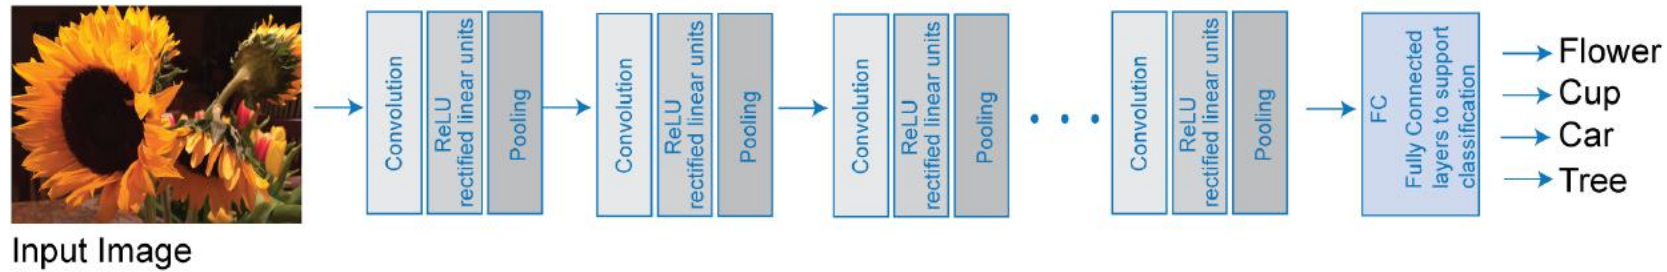 Input Image
Convolution
ReLU
rectified linear units
Pooling
Convolution
ReLU
rectified linear units
Pooling
Convolution
ReLU
rectified linear units
Pooling
Convolution
ReLU
rectified linear units
Pooling
FC
Fully Connected
layers to support
classification
Flower
Cup
Car
Tree